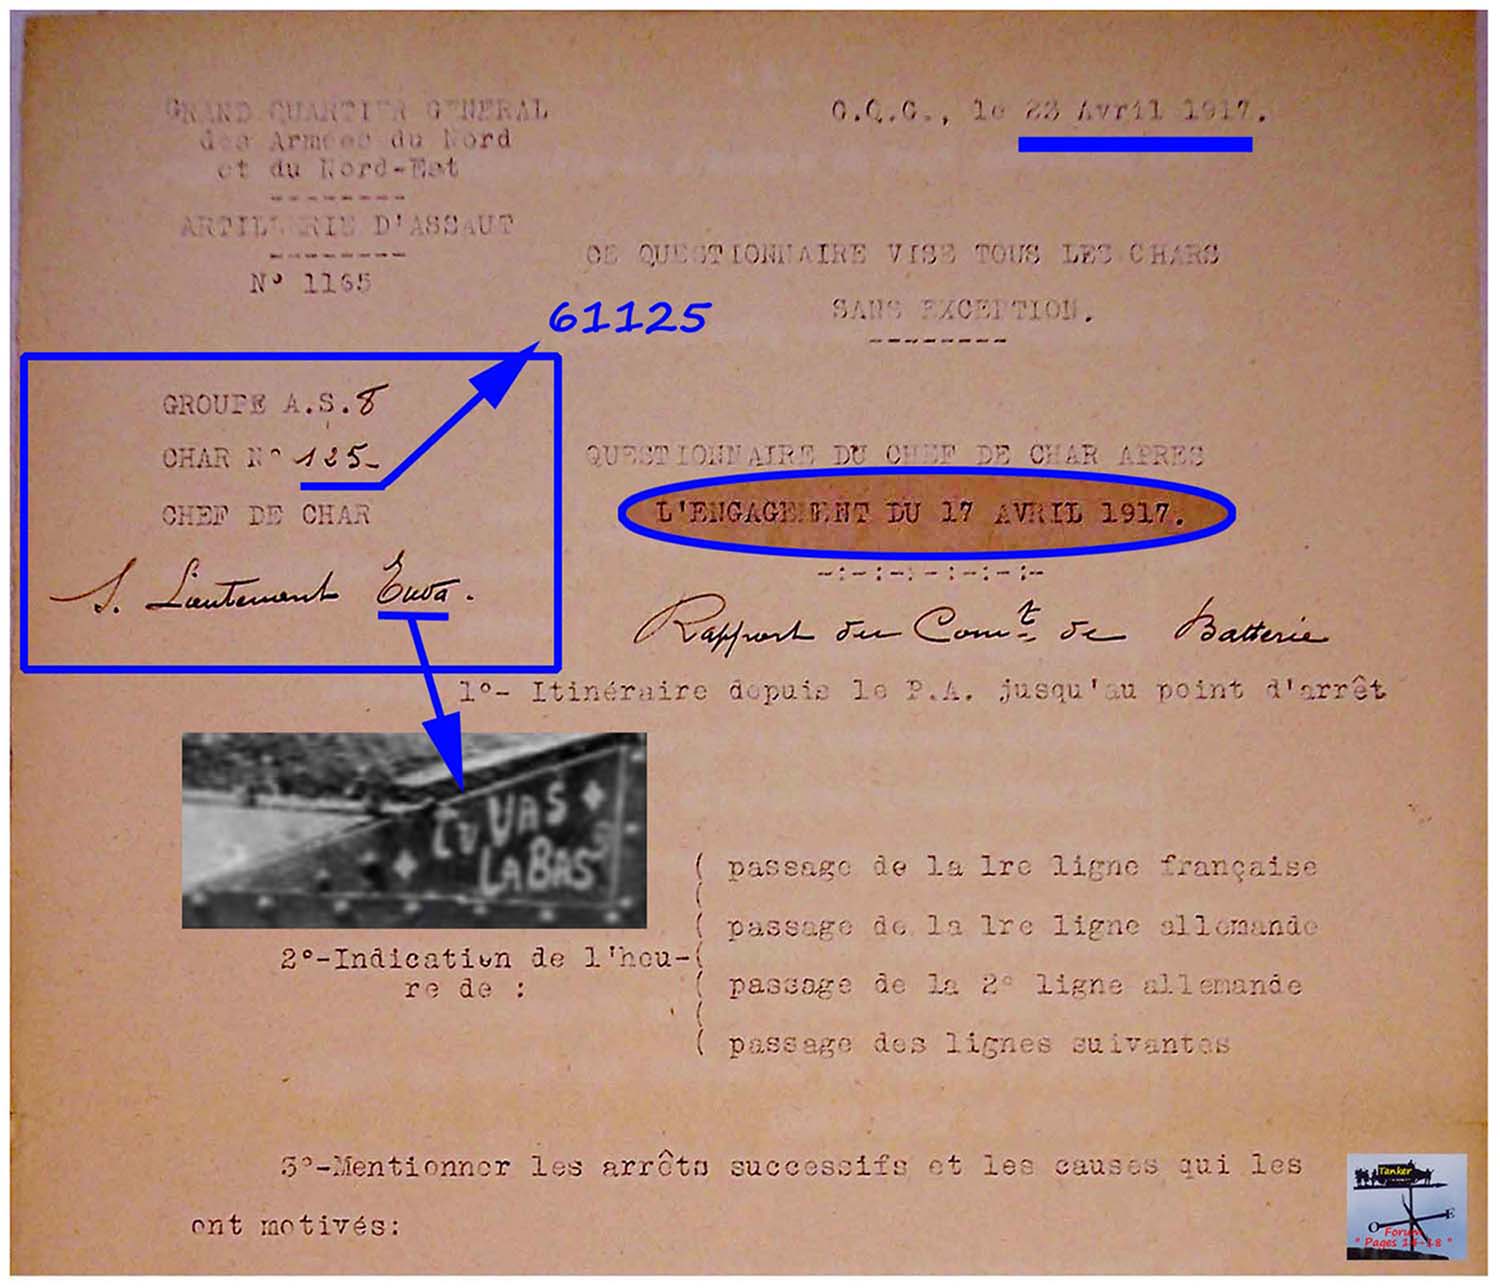 GRAND QUARTIER GENERAL
des Armées du Nord
et du Nord-Est
G.Q.G., le 23 Avril 1917.
ARTILLERIE D'ASSAUT
N° 1165
CE QUESTIONNAIRE VISE TOUS LES CHARS
SANS EXCEPTION.
61125
GROUPE A.S.8
CHAR N° 125
CHEF DE CHAR
S. Lieutenant
QUESTIONNAIRE DU CHEF DE CHAR APRES
L'ENGAGEMENT DU 17 AVRIL 1917.
Rapport du Comt de Batterie
1°- Itinéraire depuis le P.A. jusqu'au point d'arrêt
Tu VAS
LA BAS
2°-Indication de l'heu-
re de :
passage de la 1re ligne française
passage de la 1re ligne allemande
passage de la 2° ligne allemande
passage des lignes suivantes
3°-Mentionner les arrêts successifs et les causes qui les
ont motivés:
Tanker
O E
Forum
" Pages 14-18 "